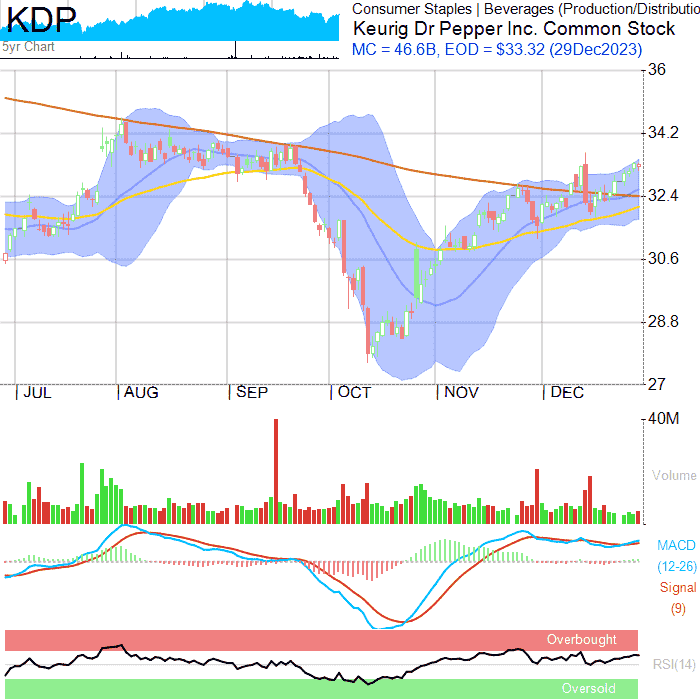 KDP
5yr Chart
Consumer Staples | Beverages (Production/Distributio
Keurig Dr Pepper Inc. Common Stock
MC = 46.6B, EOD = $33.32 (29Dec2023)
36
34.2
32.4
30.6
28.8
27
JUL AUG SEP OCT NOV DEC
40M
Volume
MACD
(12-26)
Signal
(9)
Overbought
RSI(14)
Oversold